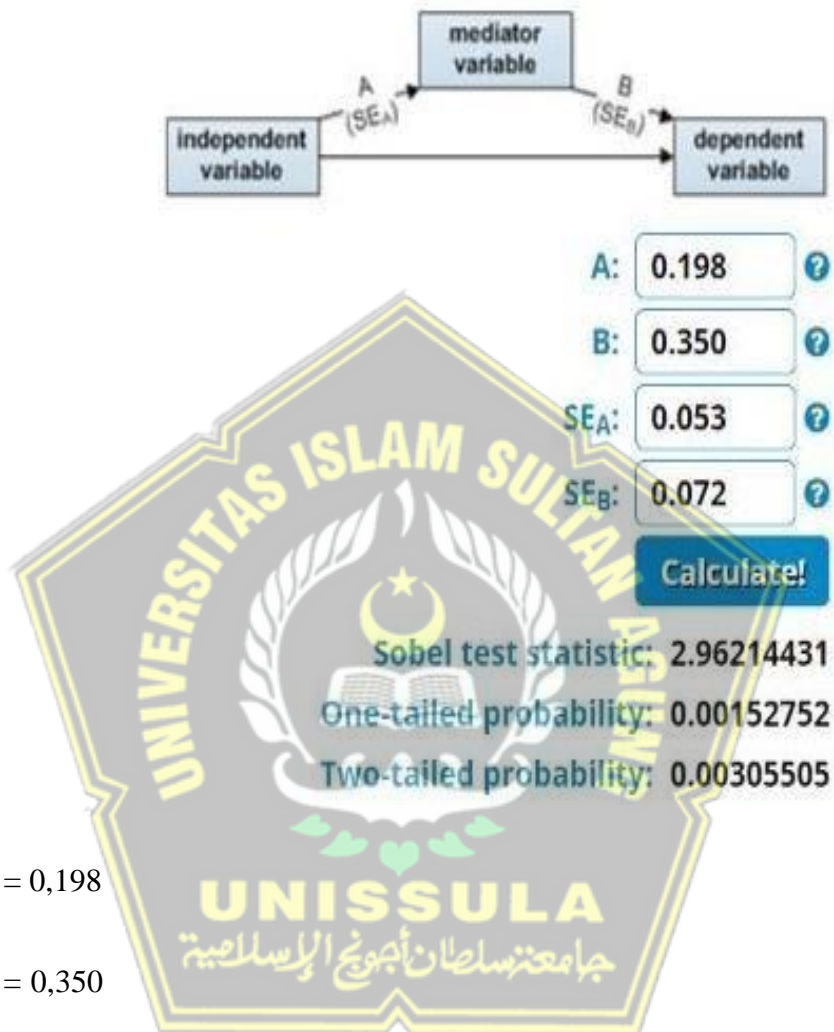 mediator
variable
A
(SEA)
B
(SEB)
independent
variable
dependent
variable
A: 0.198 ?
B: 0.350 ?
SEA: 0.053 ?
SEB: 0.072 ?
Calculate!
Sobel test statistic: 2.96214431
One-tailed probability: 0.00152752
Two-tailed probability: 0.00305505
UNIVERSITAS ISLAM SULTAN AGUNG
= 0,198
UNISSULA
جامعة سلطان أجونج الإسلامية
= 0,350